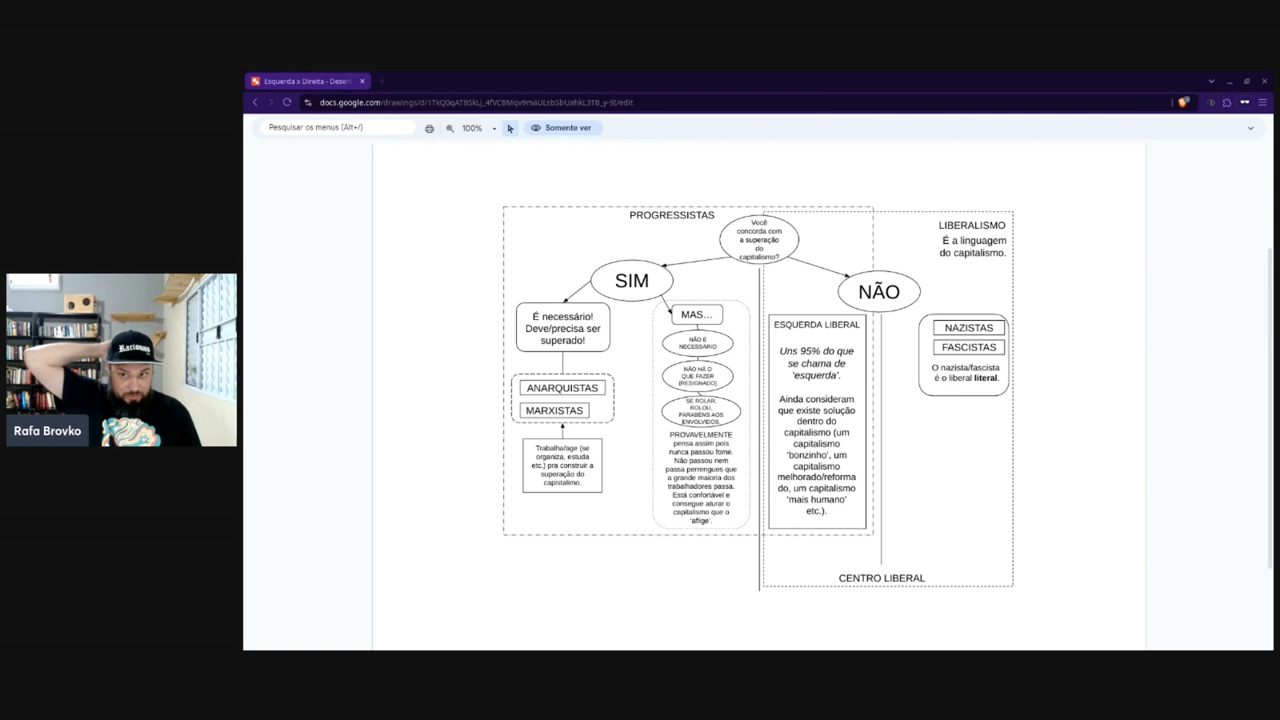 Esquerda x Direita - Desen
docs.google.com/drawings/d/
Pesquisar os menus (Alt+/)
100%
Somente ver
PROGRESSISTAS
Você
concorda com
a superação
do
capitalismo?
LIBERALISMO
É a linguagem
do capitalismo.
SIM
NÃO
É necessário!
Deve/precisa ser
superado!
MAS...
NÃO É
NECESSÁRIO
NÃO HÁ O
QUE FAZER
(RESIGNADO)
SE ROLAR,
ROLOU,
PARABÉNS AOS
ENVOLVIDOS.
PROVAVELMENTE
pensa assim pois
nunca passou fome.
Não passou nem
passa perrengues que
a grande maioria dos
trabalhadores passa.
Está confortável e
consegue aturar o
capitalismo que o
'aflige'.
ANARQUISTAS
MARXISTAS
Trabalha/age (se
organiza, estuda
etc.) pra construir a
superação do
capistalimo.
ESQUERDA LIBERAL
Uns 95% do que
se chama de
'esquerda'.
Ainda consideram
que existe solução
dentro do
capitalismo (um
capitalismo
'bonzinho', um
capitalismo
melhorado/reforma
do, um capitalismo
'mais humano'
etc.).
NAZISTAS
FASCISTAS
O nazista/fascista
é o liberal literal.
CENTRO LIBERAL
Racionais
Rafa Brovko